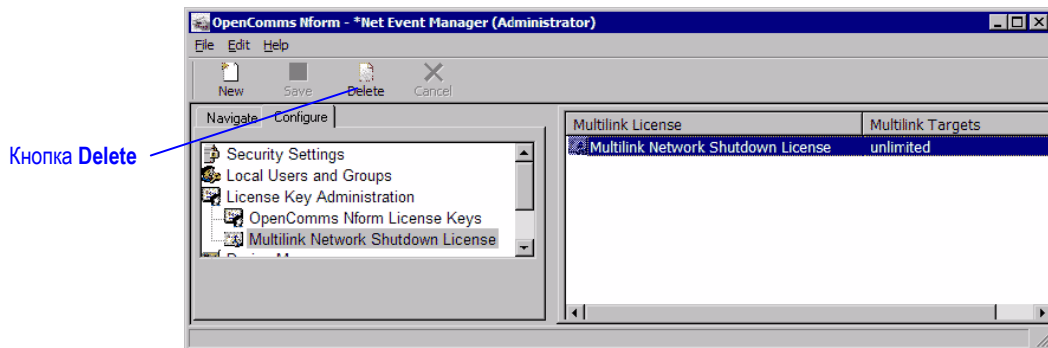 OpenComms Nform - *Net Event Manager (Administrator)
File Edit Help
New Save Delete Cancel
Navigate Configure
Кнопка Delete
Security Settings
Local Users and Groups
License Key Administration
OpenComms Nform License Keys
Multilink Network Shutdown License
Multilink License Multilink Targets
Multilink Network Shutdown License unlimited